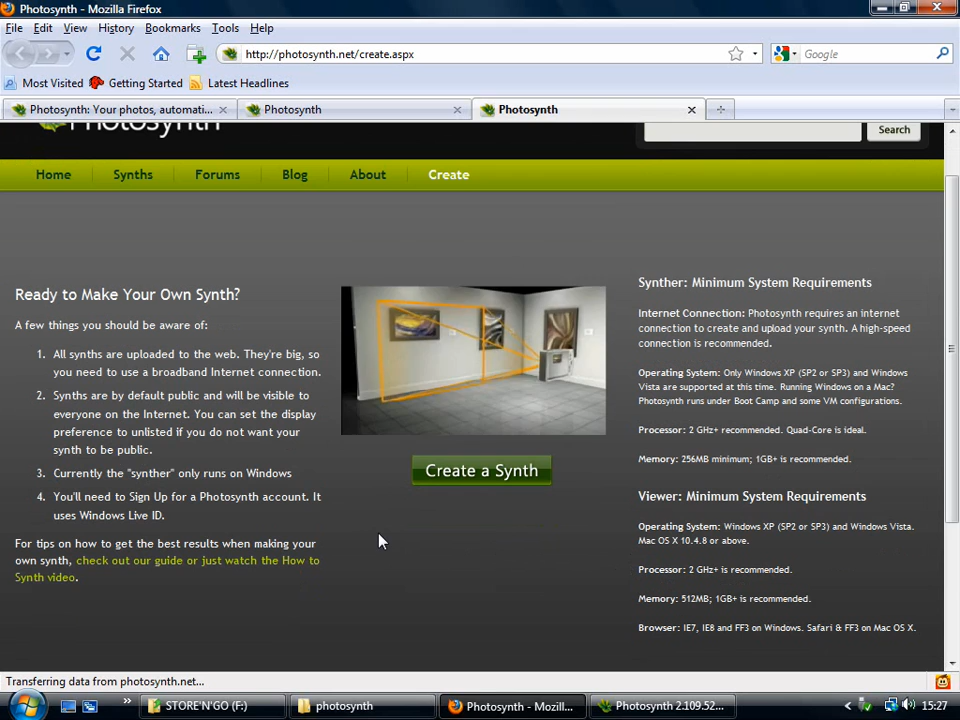 Photosynth - Mozilla Firefox
File Edit View History Bookmarks Tools Help
http://photosynth.net/create.aspx
Google
Most Visited Getting Started Latest Headlines
Photosynth: Your photos, automati... Photosynth Photosynth
Photosynth
Search
Home Synths Forums Blog About Create
Ready to Make Your Own Synth?
A few things you should be aware of:
1. All synths are uploaded to the web. They're big, so
you need to use a broadband Internet connection.
2. Synths are by default public and will be visible to
everyone on the Internet. You can set the display
preference to unlisted if you do not want your
synth to be public.
3. Currently the "synther" only runs on Windows
4. You'll need to Sign Up for a Photosynth account. It
uses Windows Live ID.
For tips on how to get the best results when making your
own synth, check out our guide or just watch the How to
Synth video.
Create a Synth
Synther: Minimum System Requirements
Internet Connection: Photosynth requires an internet
connection to create and upload your synth. A high-speed
connection is recommended.
Operating System: Only Windows XP (SP2 or SP3) and Windows
Vista are supported at this time. Running Windows on a Mac?
Photosynth runs under Boot Camp and some VM configurations.
Processor: 2 GHz+ recommended. Quad-Core is ideal.
Memory: 256MB minimum; 1GB+ is recommended.
Viewer: Minimum System Requirements
Operating System: Windows XP (SP2 or SP3) and Windows Vista.
Mac OS X 10.4.8 or above.
Processor: 2 GHz+ is recommended.
Memory: 512MB; 1GB+ is recommended.
Browser: IE7, IE8 and FF3 on Windows. Safari & FF3 on Mac OS X.
Transferring data from photosynth.net...
STORE'N'GO (F:) photosynth Photosynth - Mozill... Photosynth 2.109.52... 15:27